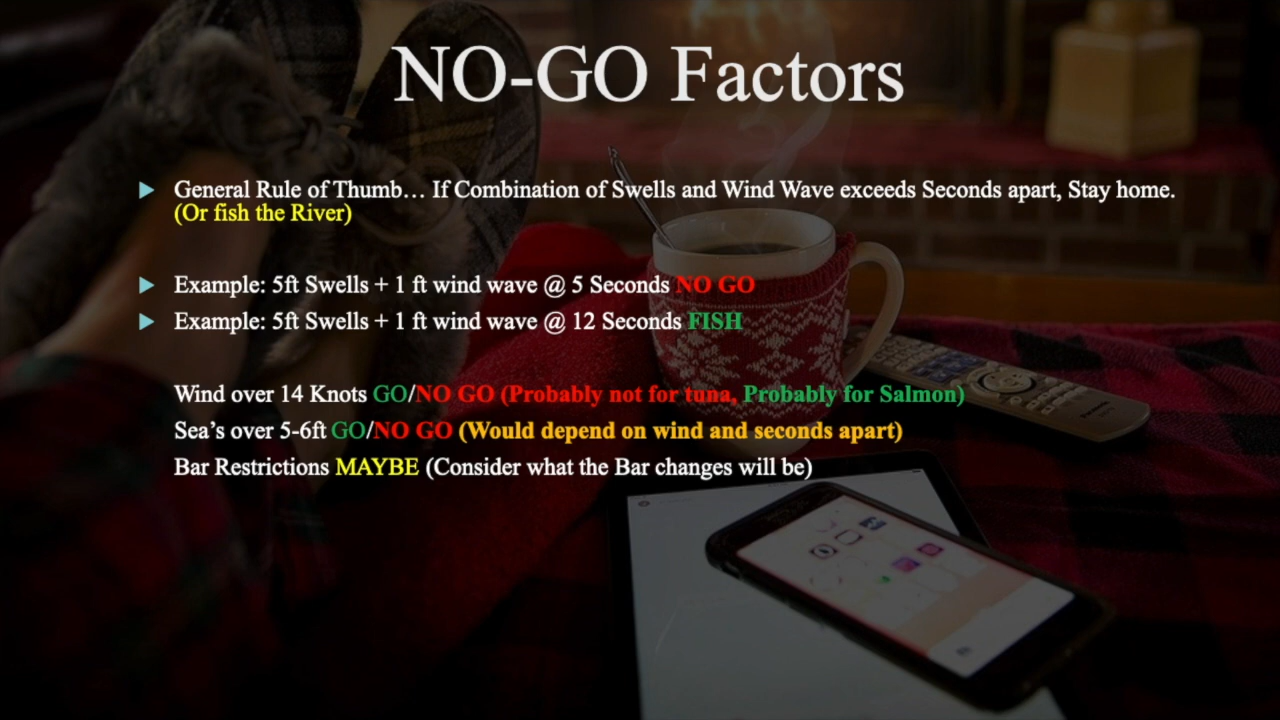 NO-GO Factors
General Rule of Thumb… If Combination of Swells and Wind Wave exceeds Seconds apart, Stay home.
(Or fish the River)
Example: 5ft Swells + 1 ft wind wave @ 5 Seconds NO GO
Example: 5ft Swells + 1 ft wind wave @ 12 Seconds FISH
Wind over 14 Knots GO/NO GO (Probably not for tuna, Probably for Salmon)
Sea’s over 5-6ft GO/NO GO (Would depend on wind and seconds apart)
Bar Restrictions MAYBE (Consider what the Bar changes will be)